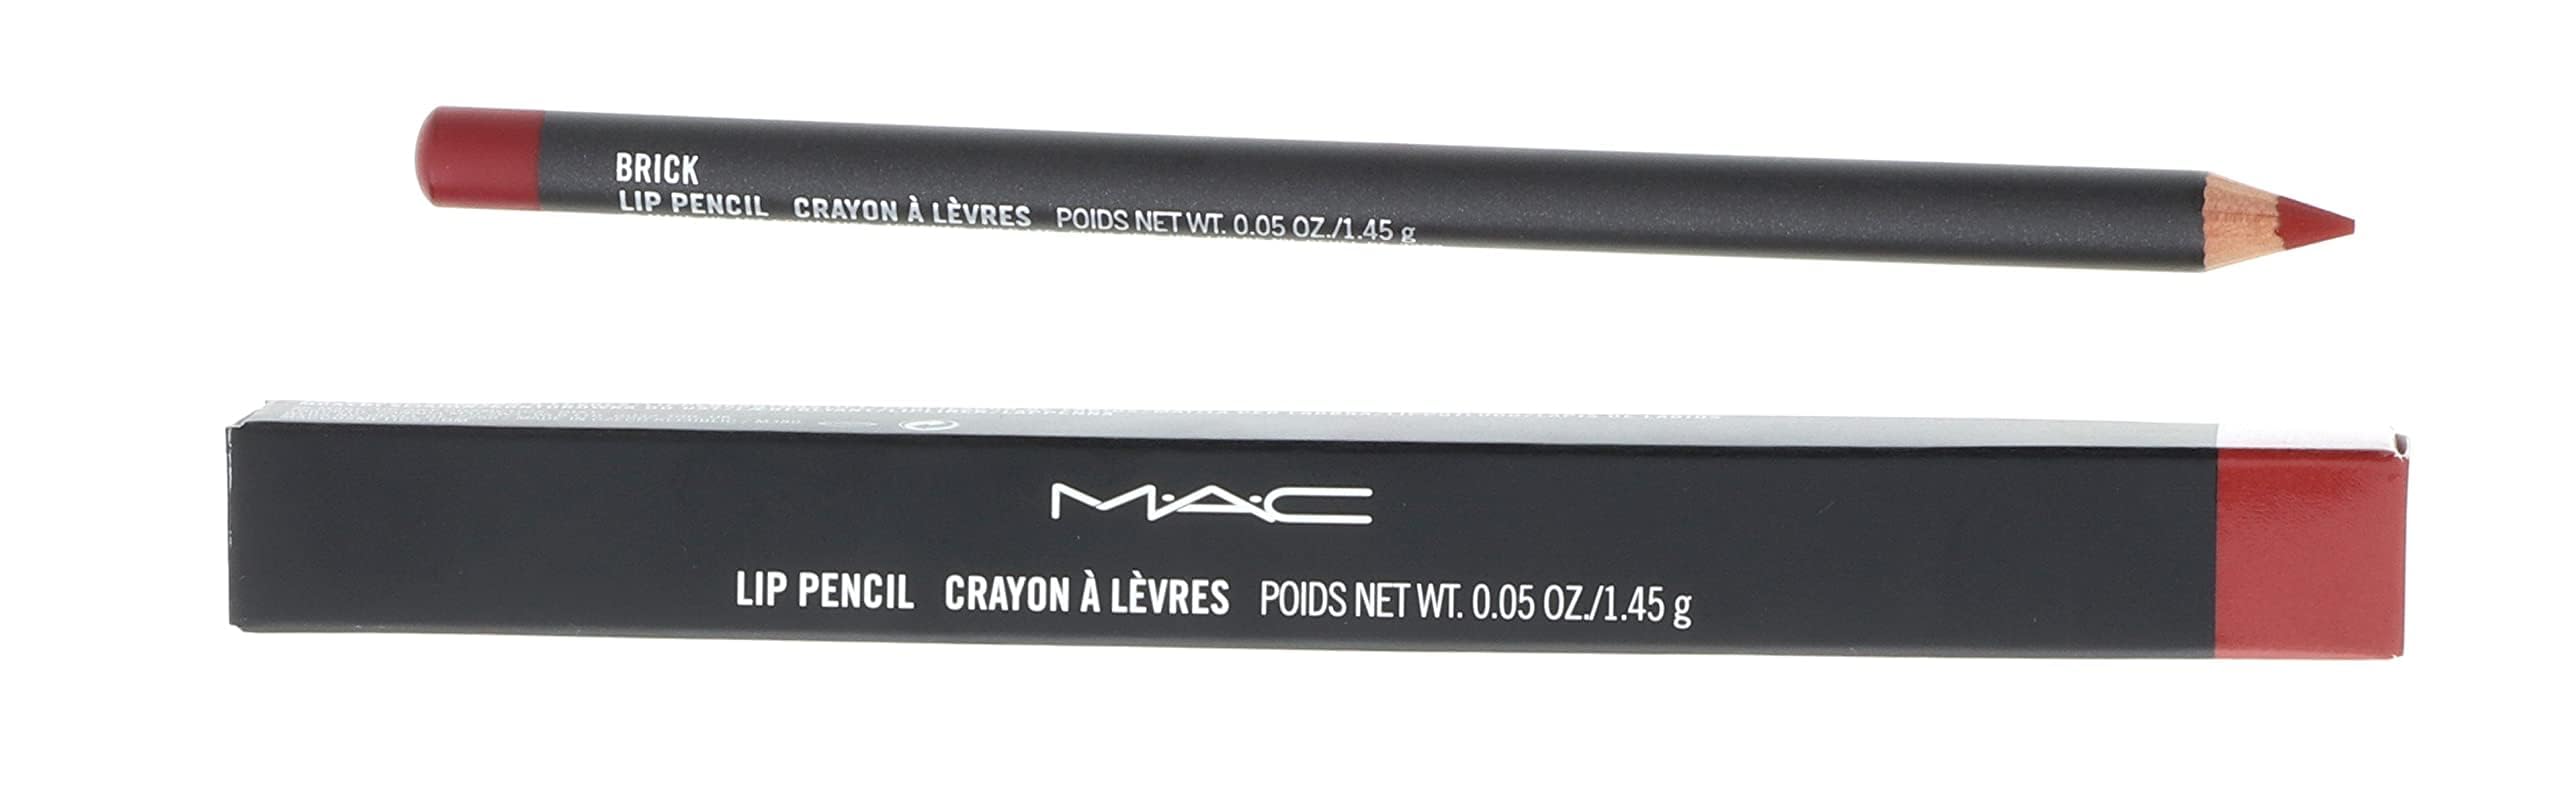 BRICK
LIP PENCIL CRAYON À LÈVRES POIDS NET WT. 0.05 OZ./1.45 g
M·A·C
LIP PENCIL CRAYON À LÈVRES POIDS NET WT. 0.05 OZ./1.45 g